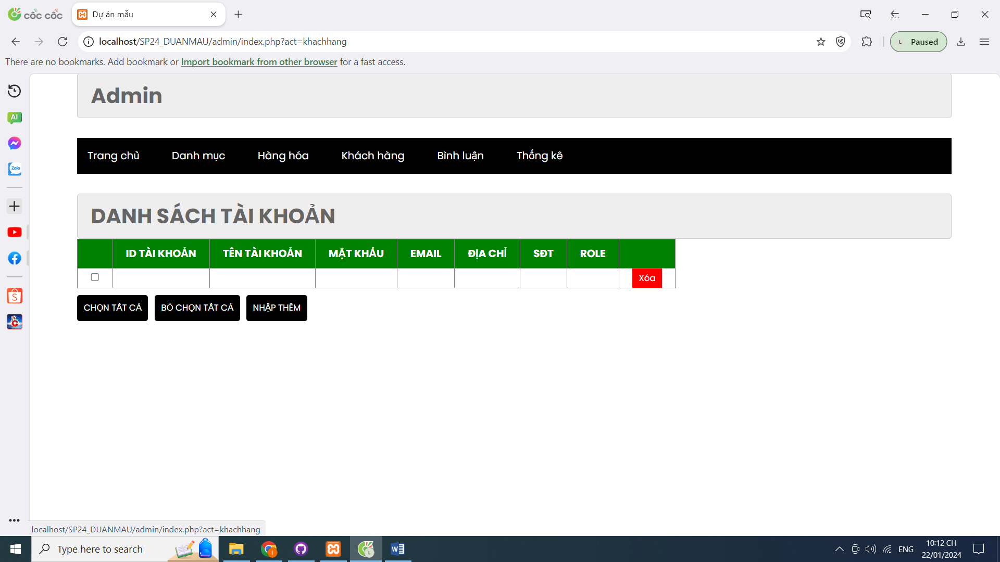 cốc cốc
Dự án mẫu
localhost/SP24_DUANMAU/admin/index.php?act=khachhang
L Paused
There are no bookmarks. Add bookmark or Import bookmark from other browser for a fast access.
AI
Zalo
Admin
Trang chủ Danh mục Hàng hóa Khách hàng Bình luận Thống kê
DANH SÁCH TÀI KHOẢN
ID TÀI KHOẢN TÊN TÀI KHOẢN MẬT KHẨU EMAIL ĐỊA CHỈ SĐT ROLE
Xóa
CHỌN TẤT CẢ BỎ CHỌN TẤT CẢ NHẬP THÊM
localhost/SP24_DUANMAU/admin/index.php?act=khachhang
Type here to search
ENG
10:12 CH
22/01/2024